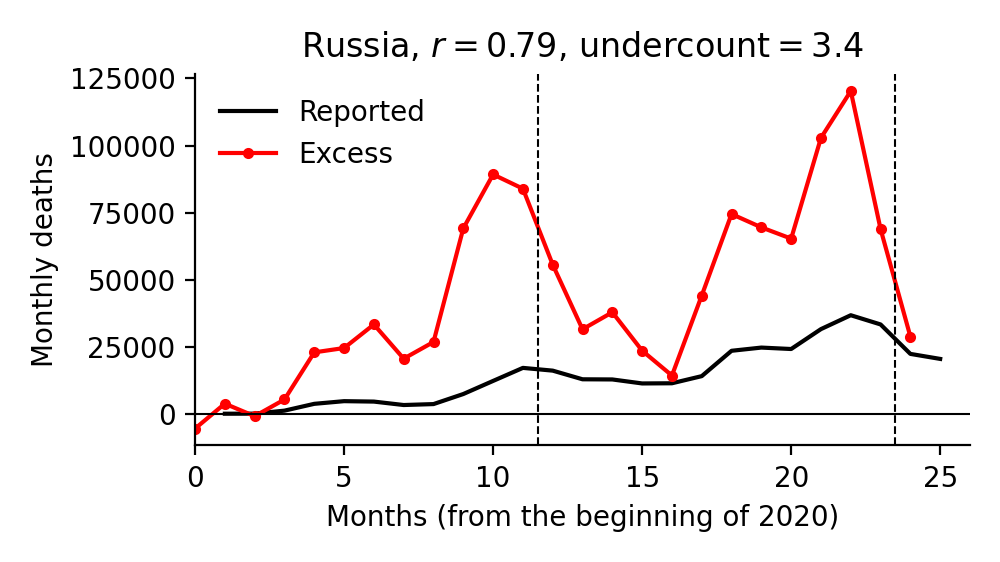 Russia, r = 0.79, undercount = 3.4
125000
100000
75000
50000
25000
0
Monthly deaths
Reported
Excess
0 5 10 15 20 25
Months (from the beginning of 2020)